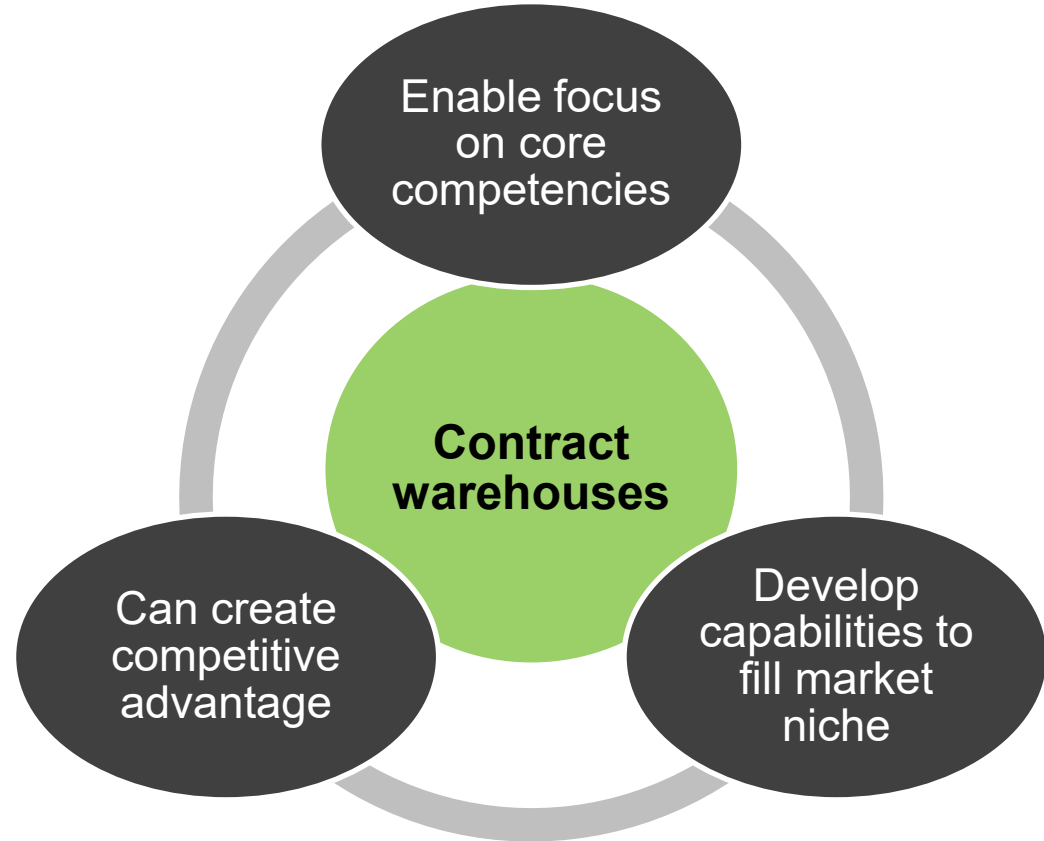 Enable focus
on core
competencies
Contract
warehouses
Can create
competitive
advantage
Develop
capabilities to
fill market
niche